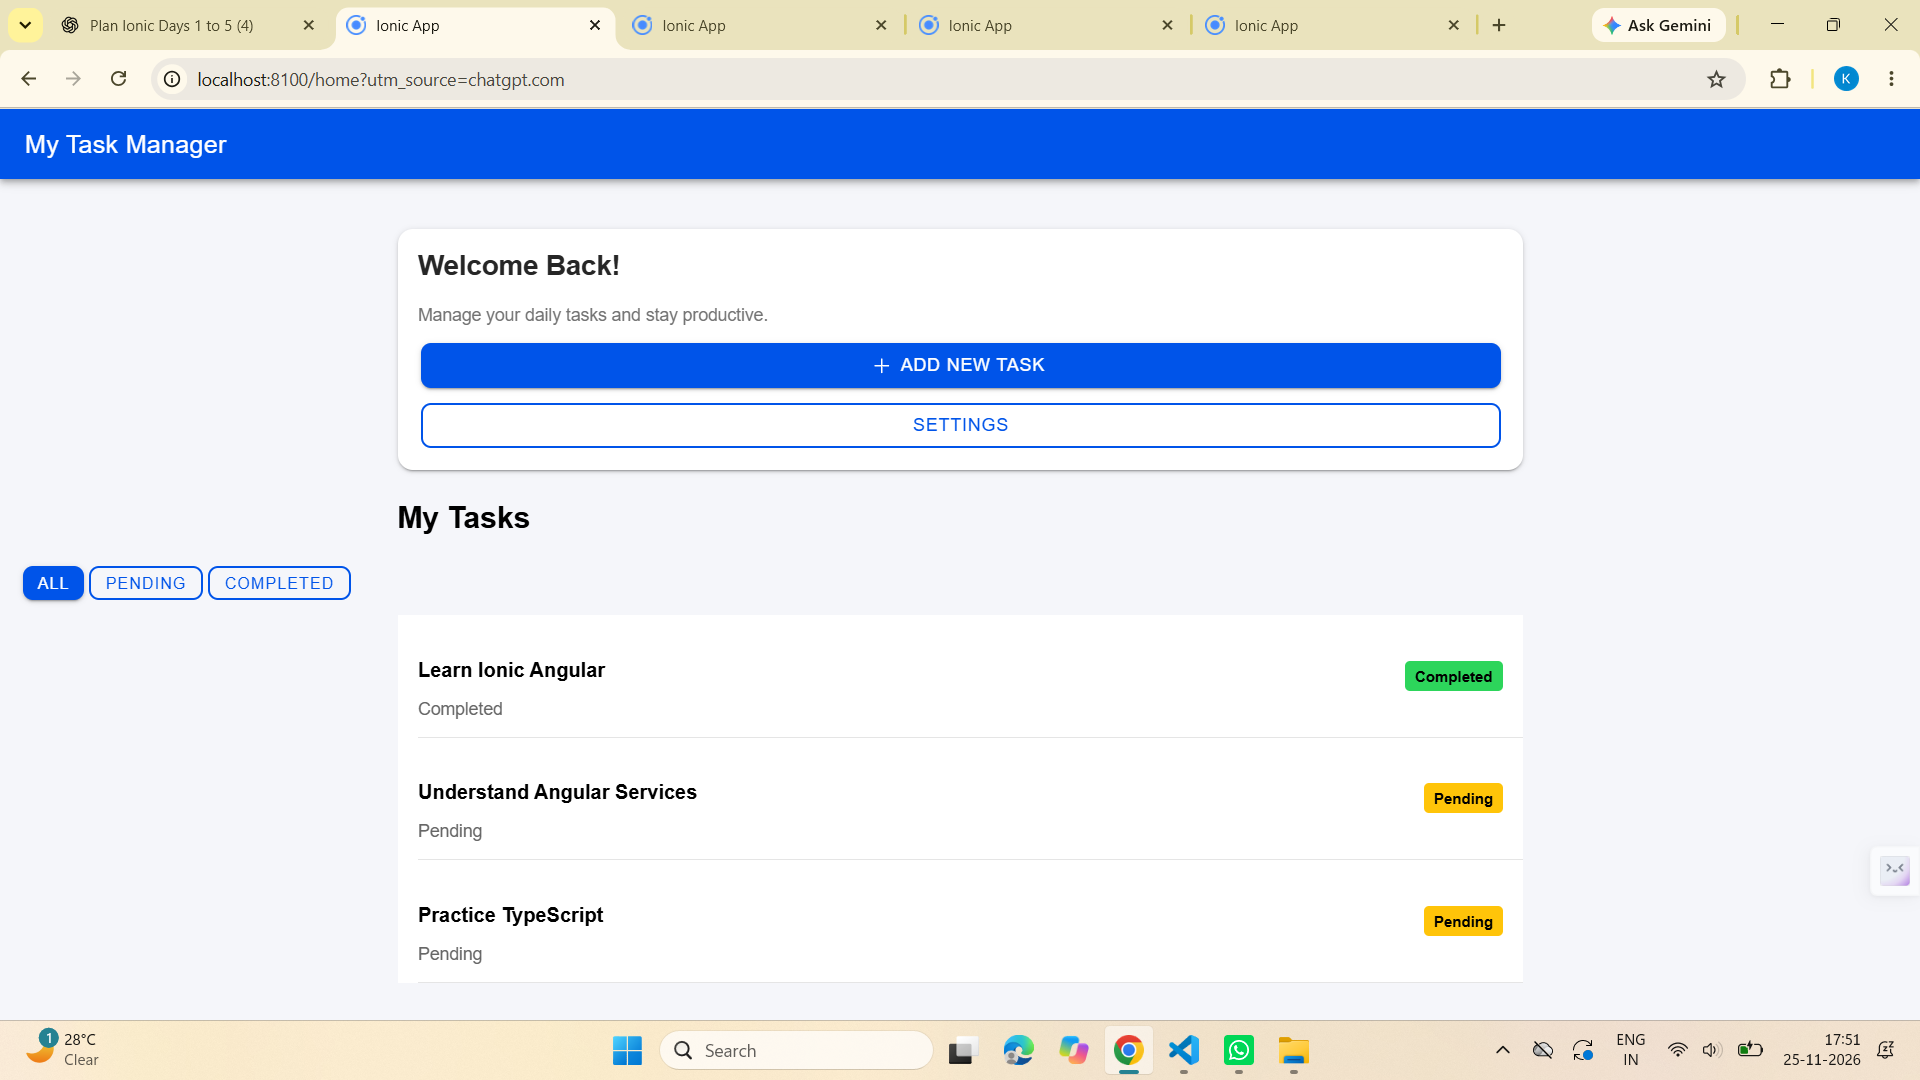 Plan Ionic Days 1 to 5 (4)
Ionic App
Ionic App
Ionic App
Ionic App
Ask Gemini
localhost:8100/home?utm_source=chatgpt.com
K
My Task Manager
Welcome Back!
Manage your daily tasks and stay productive.
ADD NEW TASK
SETTINGS
My Tasks
ALL
PENDING
COMPLETED
Learn Ionic Angular
Completed
Completed
Understand Angular Services
Pending
Pending
Practice TypeScript
Pending
Pending
1
28°C
Clear
Search
ENG
IN
17:51
25-11-2026